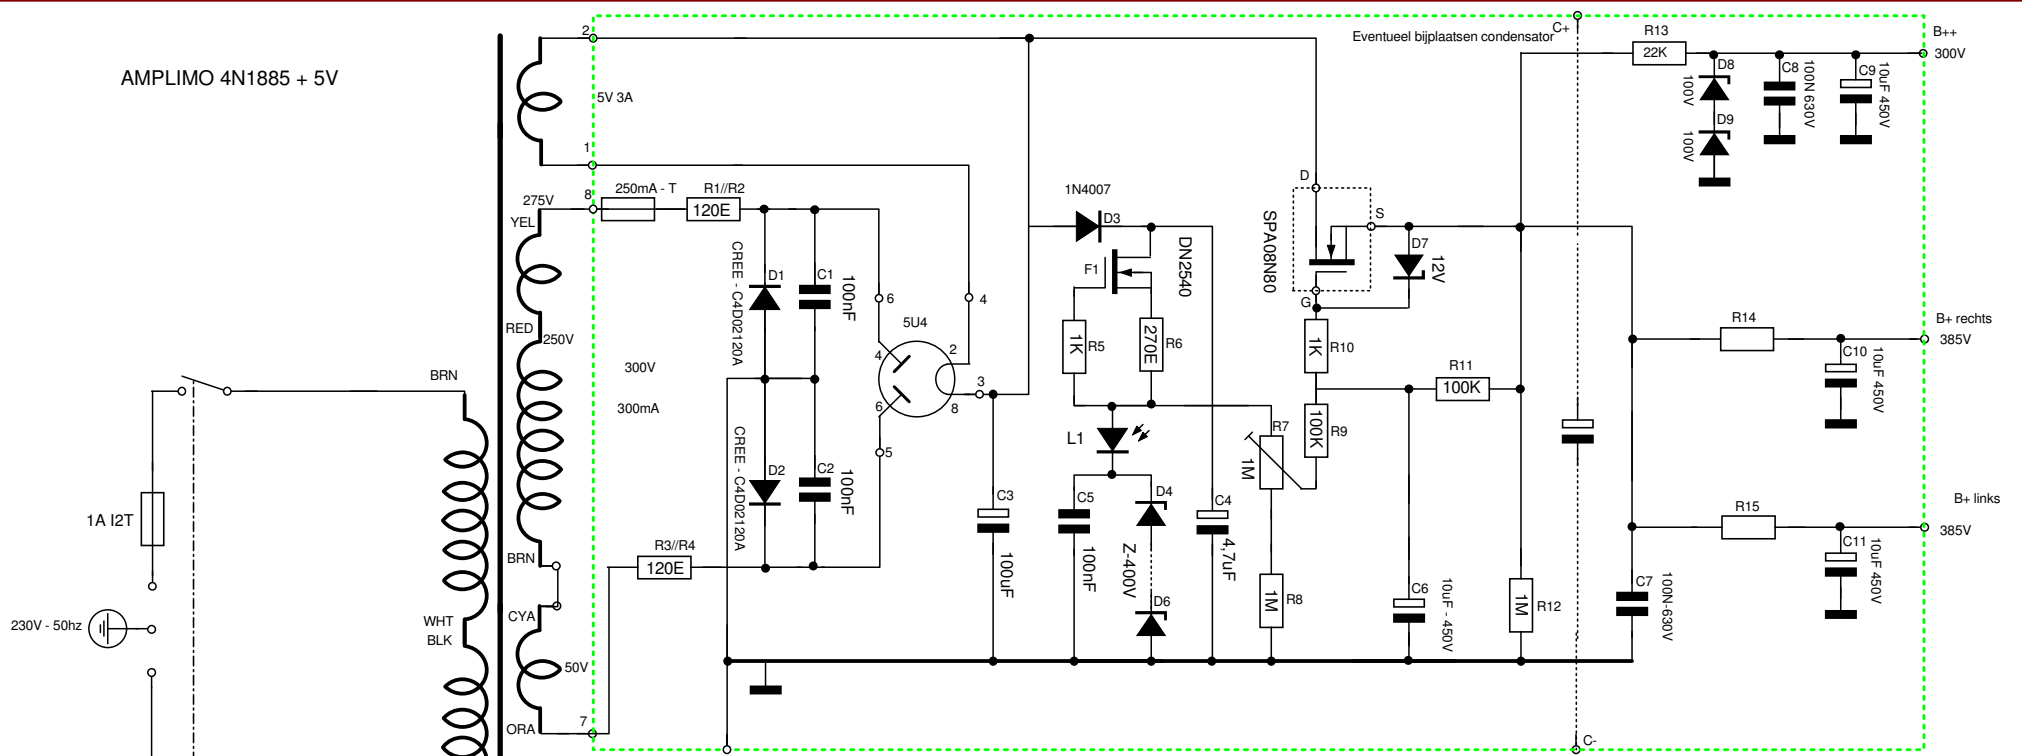 AMPLIMO 4N1885 + 5V
2
5V 3A
1
275V
8
YEL
RED
250V
BRN
CYA
50V
ORA
7
BRN
WHT
BLK
1A I2T
230V - 50hz
250mA - T
R1//R2
120E
CREE - C4D02120A
D1
C1
100nF
300V
300mA
CREE - C4D02120A
D2
C2
100nF
R3//R4
120E
6
4
5U4
4
2
6
8
3
5
C3
100uF
1N4007
D3
F1
DN2540
1K
R5
270E
R6
L1
C5
100nF
D4
Z-400V
D6
C4
4,7uF
R7
1M
1M
R8
SPA08N80
D
S
G
D7
12V
1K
R10
100K
R9
R11
100K
C6
10uF - 450V
1M
R12
Eventueel bijplaatsen condensator
C+
C-
R13
22K
D8
100V
D9
100V
C8
100N 630V
C9
10uF 450V
B++
300V
R14
C10
10uF 450V
B+ rechts
385V
R15
C11
10uF 450V
B+ links
385V
C7
100N-630V